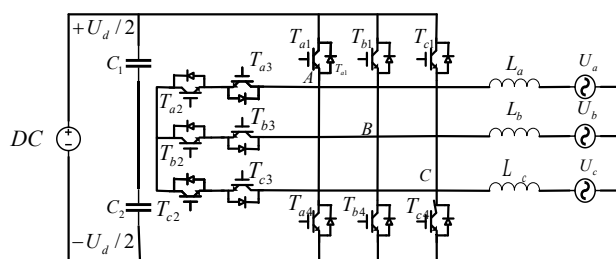 +U_d/2
C_1
DC
C_2
-U_d/2
T_a2
T_a3
T_b2
T_b3
T_c2
T_c3
T_a1
T_a1
T_b1
T_c1
A
B
C
T_a4
T_b4
T_c4
L_a
L_b
L_c
U_a
U_b
U_c